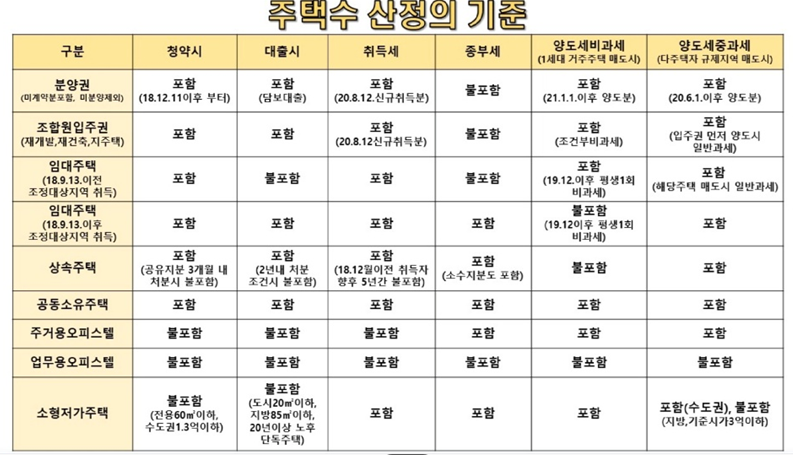 주택수 산정의 기준
구분 청약시 대출시 취득세 종부세 양도세비과세 양도세중과세
(1세대 거주주택 매도시) (다주택자 규제지역 매도시)
분양권 포함 포함 포함 불포함 포함 포함
(미계약분포함, 미분양제외) (18.12.11이후 부터) (담보대출) (20.8.12.신규취득분) (21.1.1.이후 양도분) (20.6.1.이후 양도분)
조합원입주권 포함 포함 포함 불포함 포함 포함
(재개발,재건축,지주택) (20.8.12신규취득분) (조건부비과세) (입주권 먼저 양도시
일반과세)
임대주택 포함 불포함 포함 불포함 포함 포함
(18.9.13.이전 (19.12.이후 평생1회 (해당주택 매도시 일반과세)
조정대상지역 취득) 비과세)
임대주택 포함 포함 포함 포함 불포함 포함
(18.9.13.이후 (19.12이후 평생1회
조정대상지역 취득) 비과세)
상속주택 포함 포함 포함 포함 불포함 포함
(공유지분 3개월 내 (2년내 처분 (18.12월이전 취득자 (소수지분도 포함)
처분시 불포함) 조건시 불포함) 향후 5년간 불포함)
공동소유주택 포함 포함 포함 포함 포함 포함
주거용오피스텔 불포함 불포함 불포함 포함 포함 포함
업무용오피스텔 불포함 불포함 불포함 불포함 불포함 불포함
소형저가주택 불포함 불포함 포함 포함 포함 포함(수도권), 불포함
(전용60㎡이하, (도시20㎡이하, (지방,기준시가3억이하)
수도권1.3억이하) 지방85㎡이하,
20년이상 노후
단독주택)